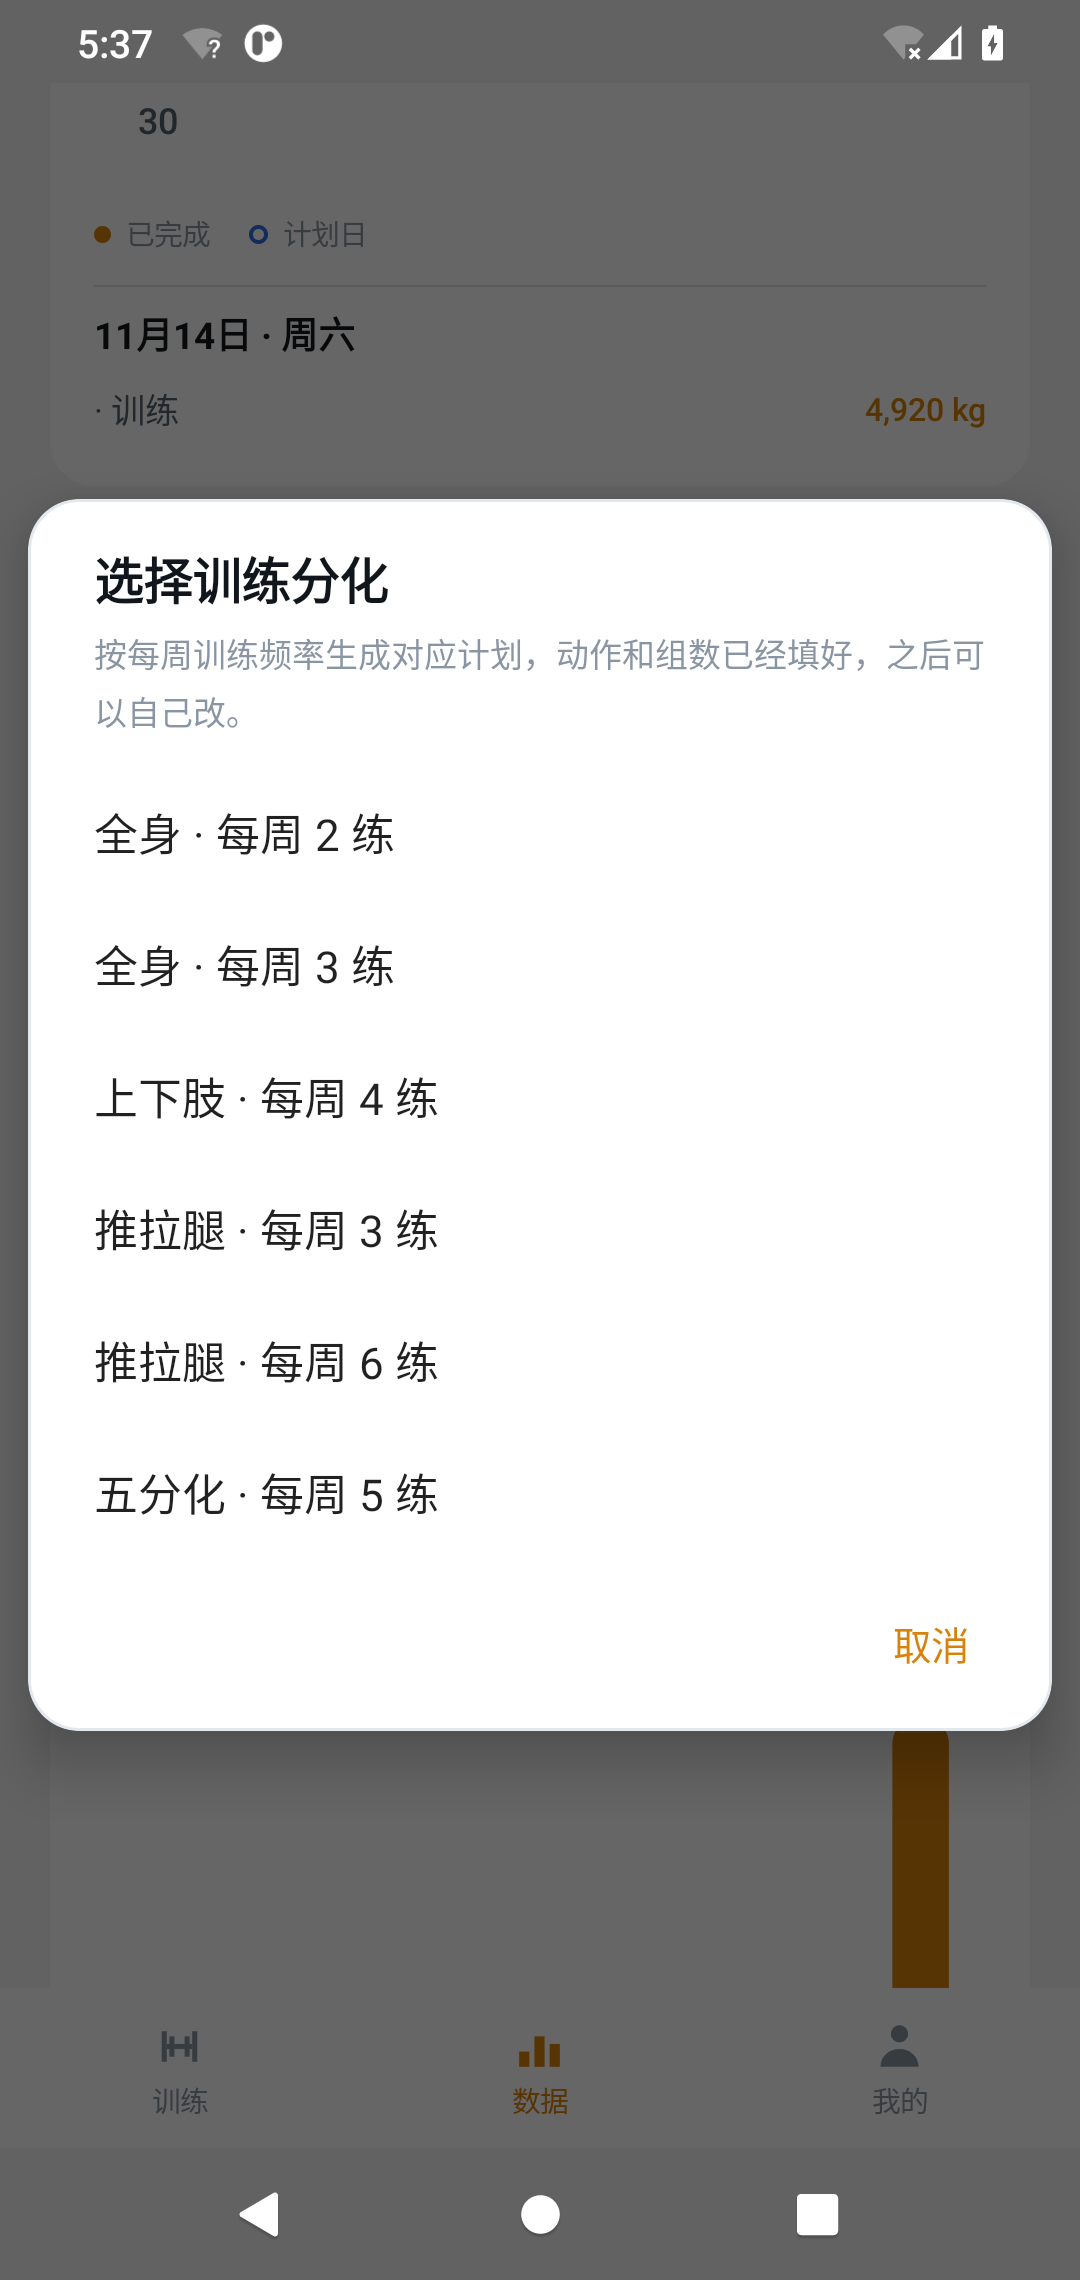 5:37
30
已完成 计划日
11月14日 · 周六
· 训练 4,920 kg
选择训练分化
按每周训练频率生成对应计划，动作和组数已经填好，之后可
以自己改。
全身 · 每周 2 练
全身 · 每周 3 练
上下肢 · 每周 4 练
推拉腿 · 每周 3 练
推拉腿 · 每周 6 练
五分化 · 每周 5 练
取消
训练 数据 我的